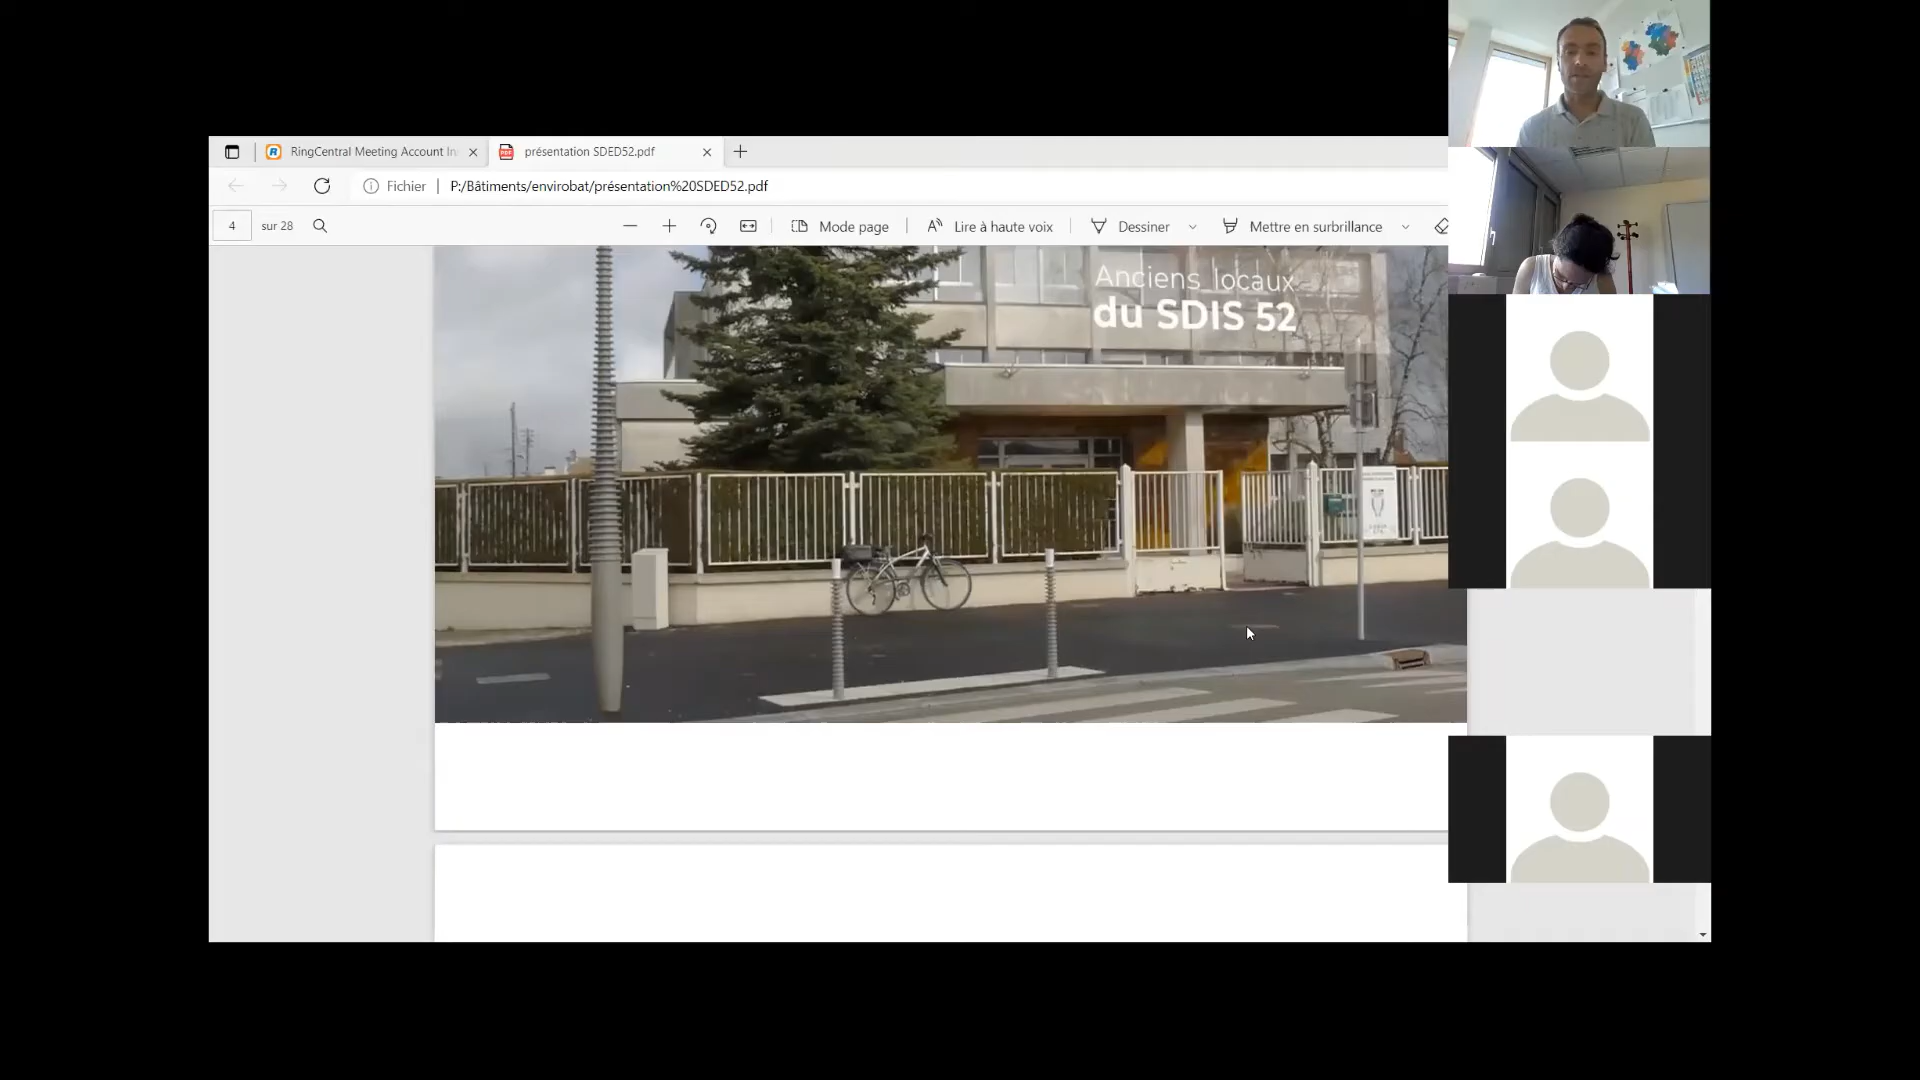 RingCentral Meeting Account In
présentation SDED52.pdf
Fichier
P:/Bâtiments/envirobat/présentation%20SDED52.pdf
4 sur 28
Mode page
Lire à haute voix
Dessiner
Mettre en surbrillance
Anciens locaux
du SDIS 52